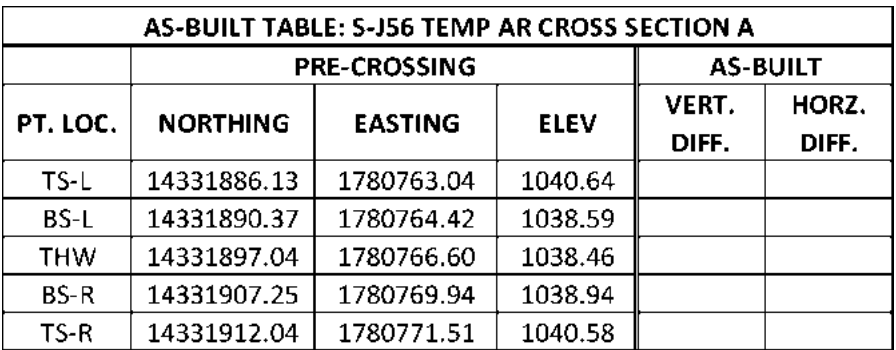 AS-BUILT TABLE: S-J56 TEMP AR CROSS SECTION A
PRE-CROSSING AS-BUILT
PT. LOC. NORTHING EASTING ELEV VERT. DIFF. HORZ. DIFF.
TS-L 14331886.13 1780763.04 1040.64
BS-L 14331890.37 1780764.42 1038.59
THW 14331897.04 1780766.60 1038.46
BS-R 14331907.25 1780769.94 1038.94
TS-R 14331912.04 1780771.51 1040.58